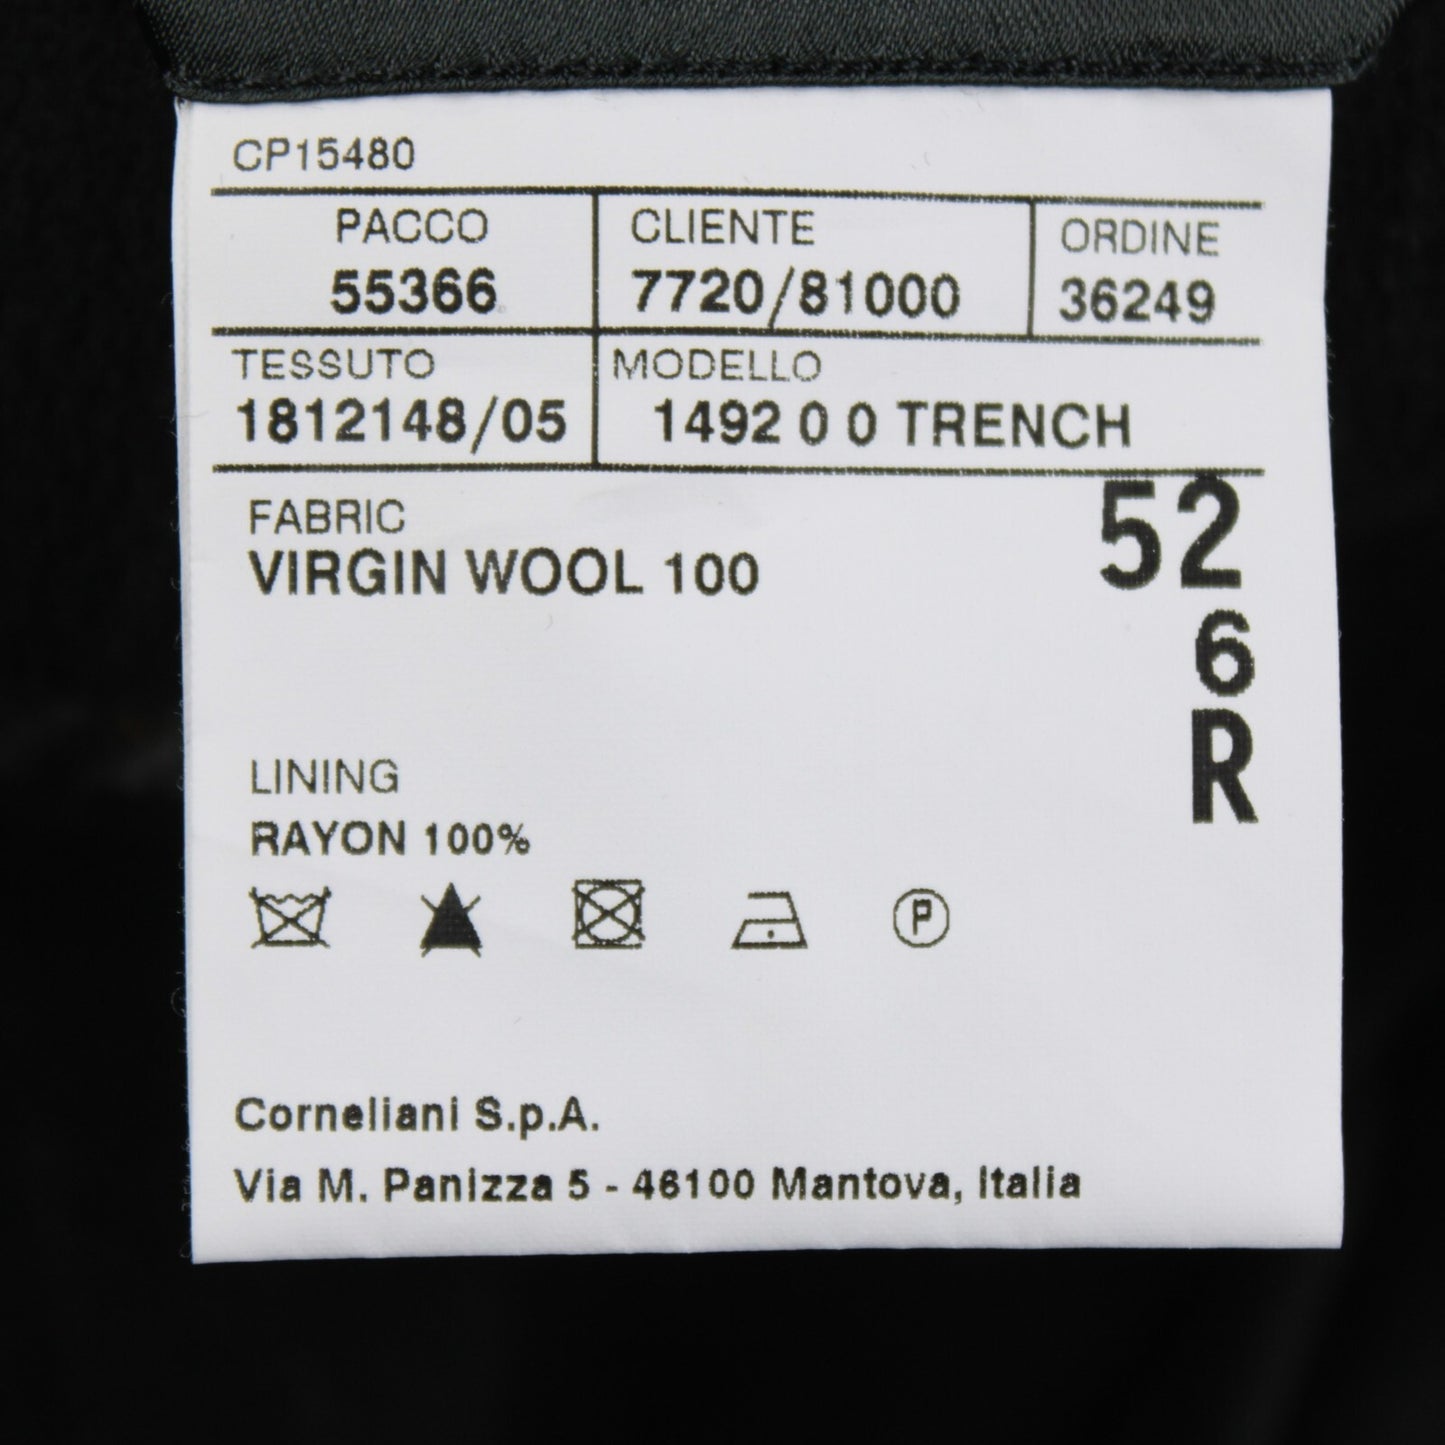 CP15480
PACCO CLIENTE ORDINE
55366 7720/81000 36249
TESSUTO MODELLO
1812148/05 1492 0 0 TRENCH
FABRIC
VIRGIN WOOL 100
52
6
R
LINING
RAYON 100%
P
Corneliani S.p.A.
Via M. Panizza 5 - 46100 Mantova, Italia